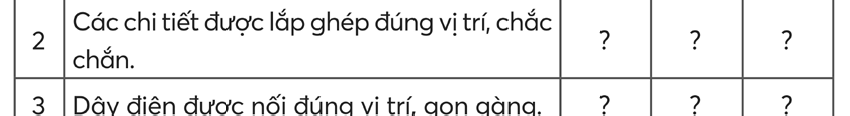 2 Các chi tiết được lắp ghép đúng vị trí, chắc ? ? ?
chắn.
3 Dây điện được nối đúng vị trí, gọn gàng. ? ? ?